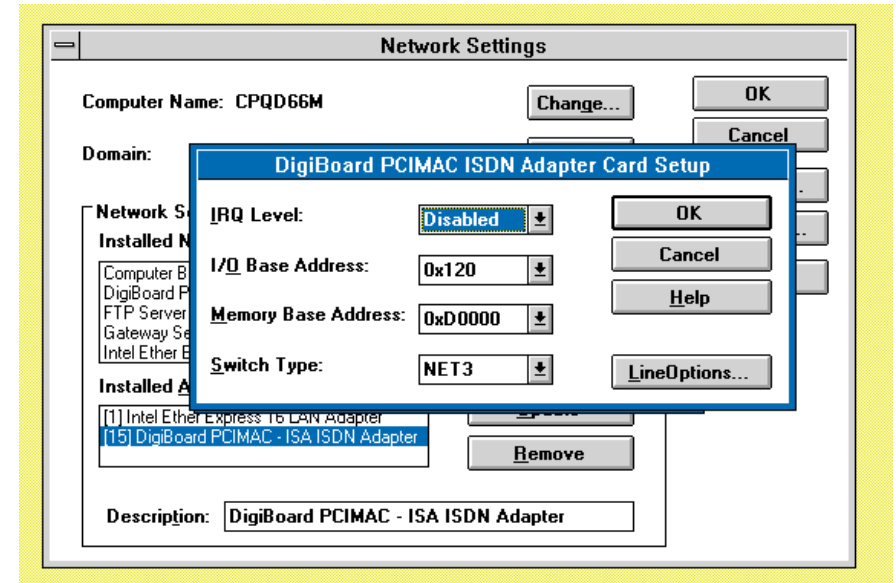 Network Settings
Computer Name: CPQD66M
Change...
OK
Cancel
Domain:
DigiBoard PCIMAC ISDN Adapter Card Setup
IRQ Level:
Disabled
OK
I/O Base Address:
0x120
Cancel
Memory Base Address:
0xD0000
Help
Switch Type:
NET3
LineOptions...
Network S
Installed N
Computer B
DigiBoard P
FTP Server
Gateway Se
Intel Ether E
Installed A
[1] Intel Ether Express 16 LAN Adapter
[15] DigiBoard PCIMAC - ISA ISDN Adapter
Update
Remove
Description: DigiBoard PCIMAC - ISA ISDN Adapter